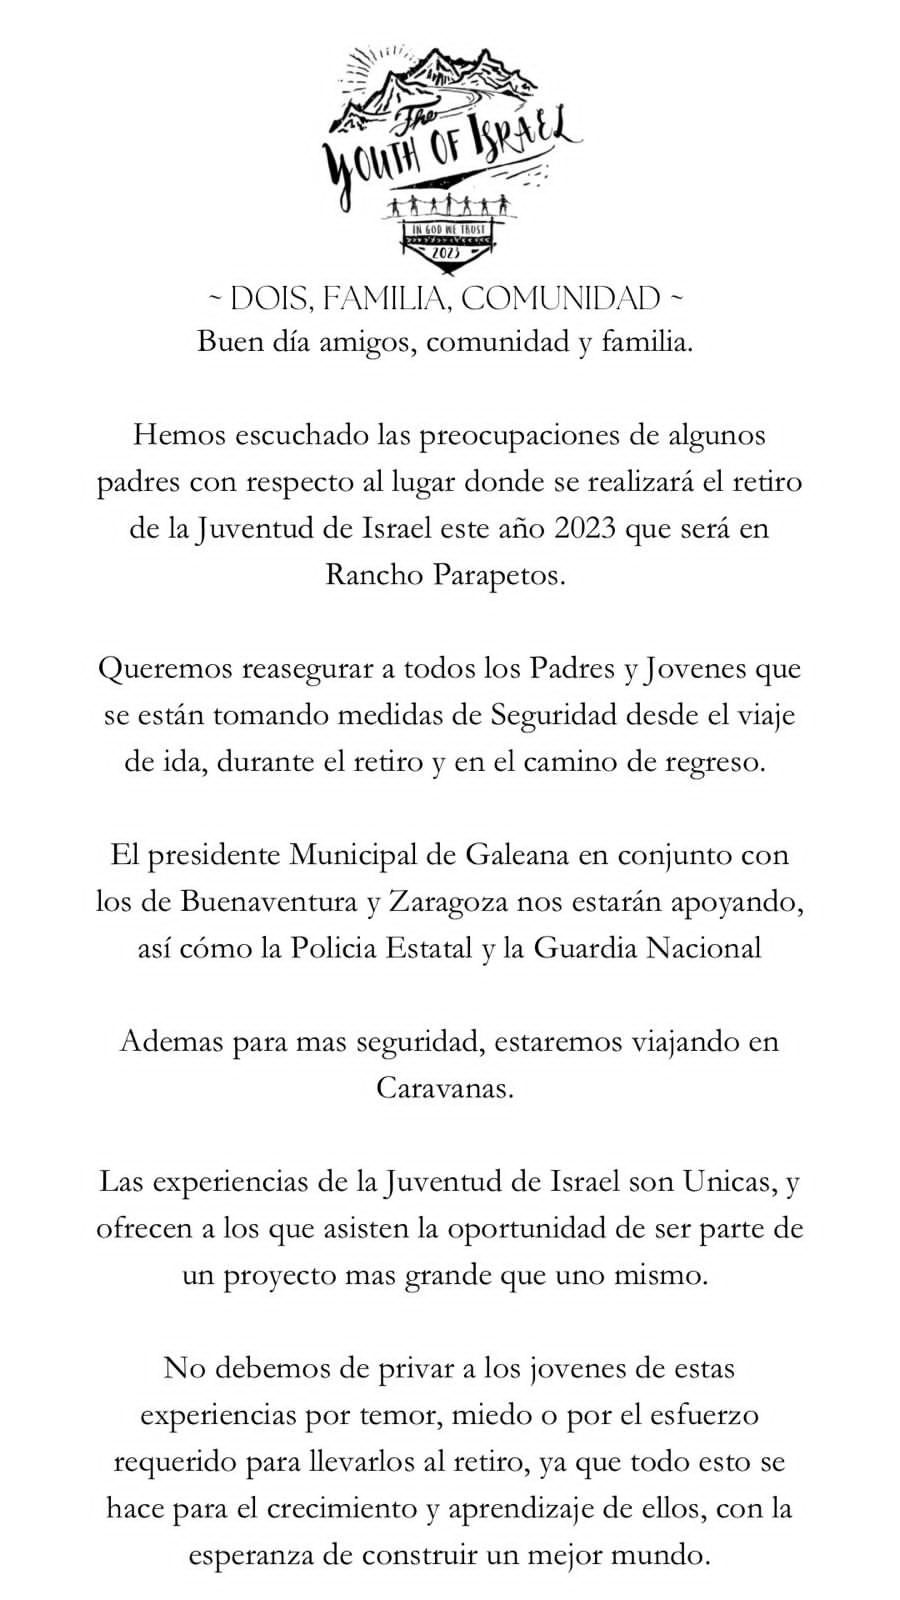 The
YOUTH OF ISRAEL
IN GOD WE TRUST
2023
~ DOIS, FAMILIA, COMUNIDAD ~
Buen día amigos, comunidad y familia.
Hemos escuchado las preocupaciones de algunos
padres con respecto al lugar donde se realizará el retiro
de la Juventud de Israel este año 2023 que será en
Rancho Parapetos.
Queremos reasegurar a todos los Padres y Jovenes que
se están tomando medidas de Seguridad desde el viaje
de ida, durante el retiro y en el camino de regreso.
El presidente Municipal de Galeana en conjunto con
los de Buenaventura y Zaragoza nos estarán apoyando,
así cómo la Policia Estatal y la Guardia Nacional
Ademas para mas seguridad, estaremos viajando en
Caravanas.
Las experiencias de la Juventud de Israel son Unicas, y
ofrecen a los que asisten la oportunidad de ser parte de
un proyecto mas grande que uno mismo.
No debemos de privar a los jovenes de estas
experiencias por temor, miedo o por el esfuerzo
requerido para llevarlos al retiro, ya que todo esto se
hace para el crecimiento y aprendizaje de ellos, con la
esperanza de construir un mejor mundo.